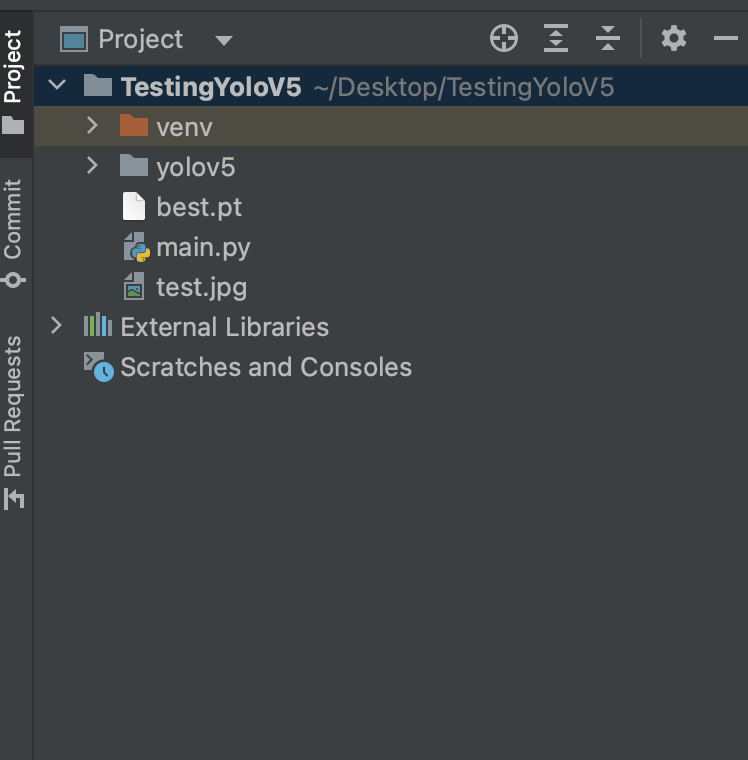 Project
Commit
Pull Requests
Project
TestingYoloV5 ~/Desktop/TestingYoloV5
venv
yolov5
best.pt
main.py
test.jpg
External Libraries
Scratches and Consoles